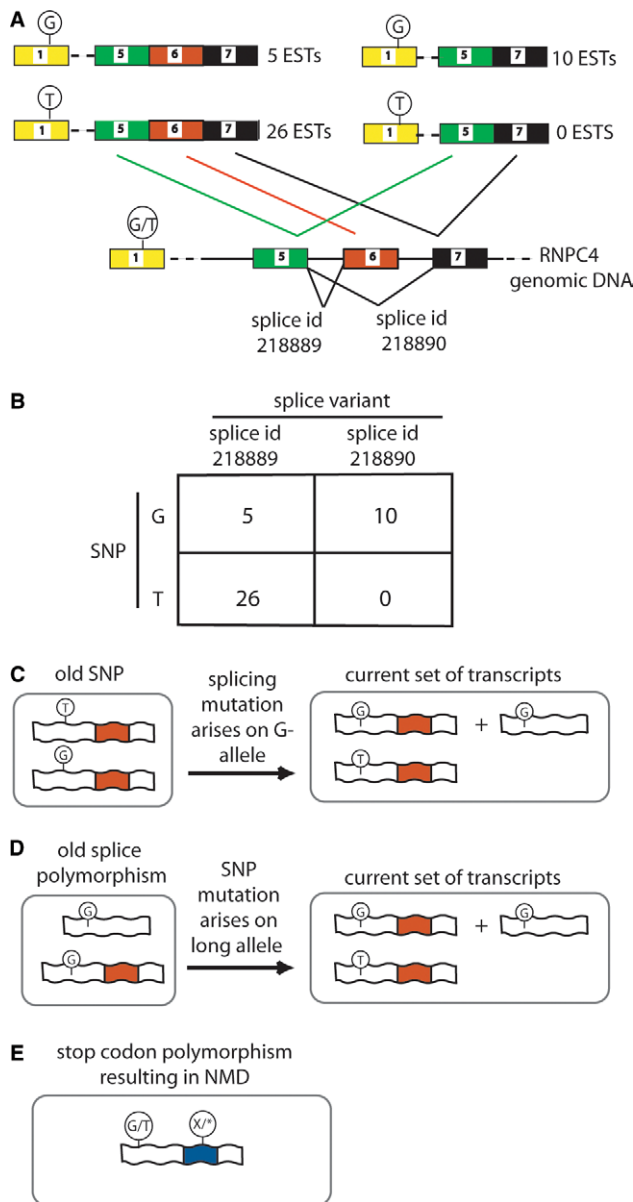 A
G
1 5 6 7 5 ESTs
G
1 5 7 10 ESTs
T
1 5 6 7 26 ESTs
T
1 5 7 0 ESTS
G/T
1 5 6 7 RNPC4
genomic DNA
splice id
218889
splice id
218890
B
splice variant
splice id
218889
splice id
218890
SNP
G 5 10
T 26 0
C
old SNP
T
G
splicing
mutation
arises on G-
allele
current set of transcripts
G + G
T
D
old splice
polymorphism
G
G
SNP
mutation
arises on
long allele
current set of transcripts
G + G
T
E
stop codon polymorphism
resulting in NMD
G/T X/*